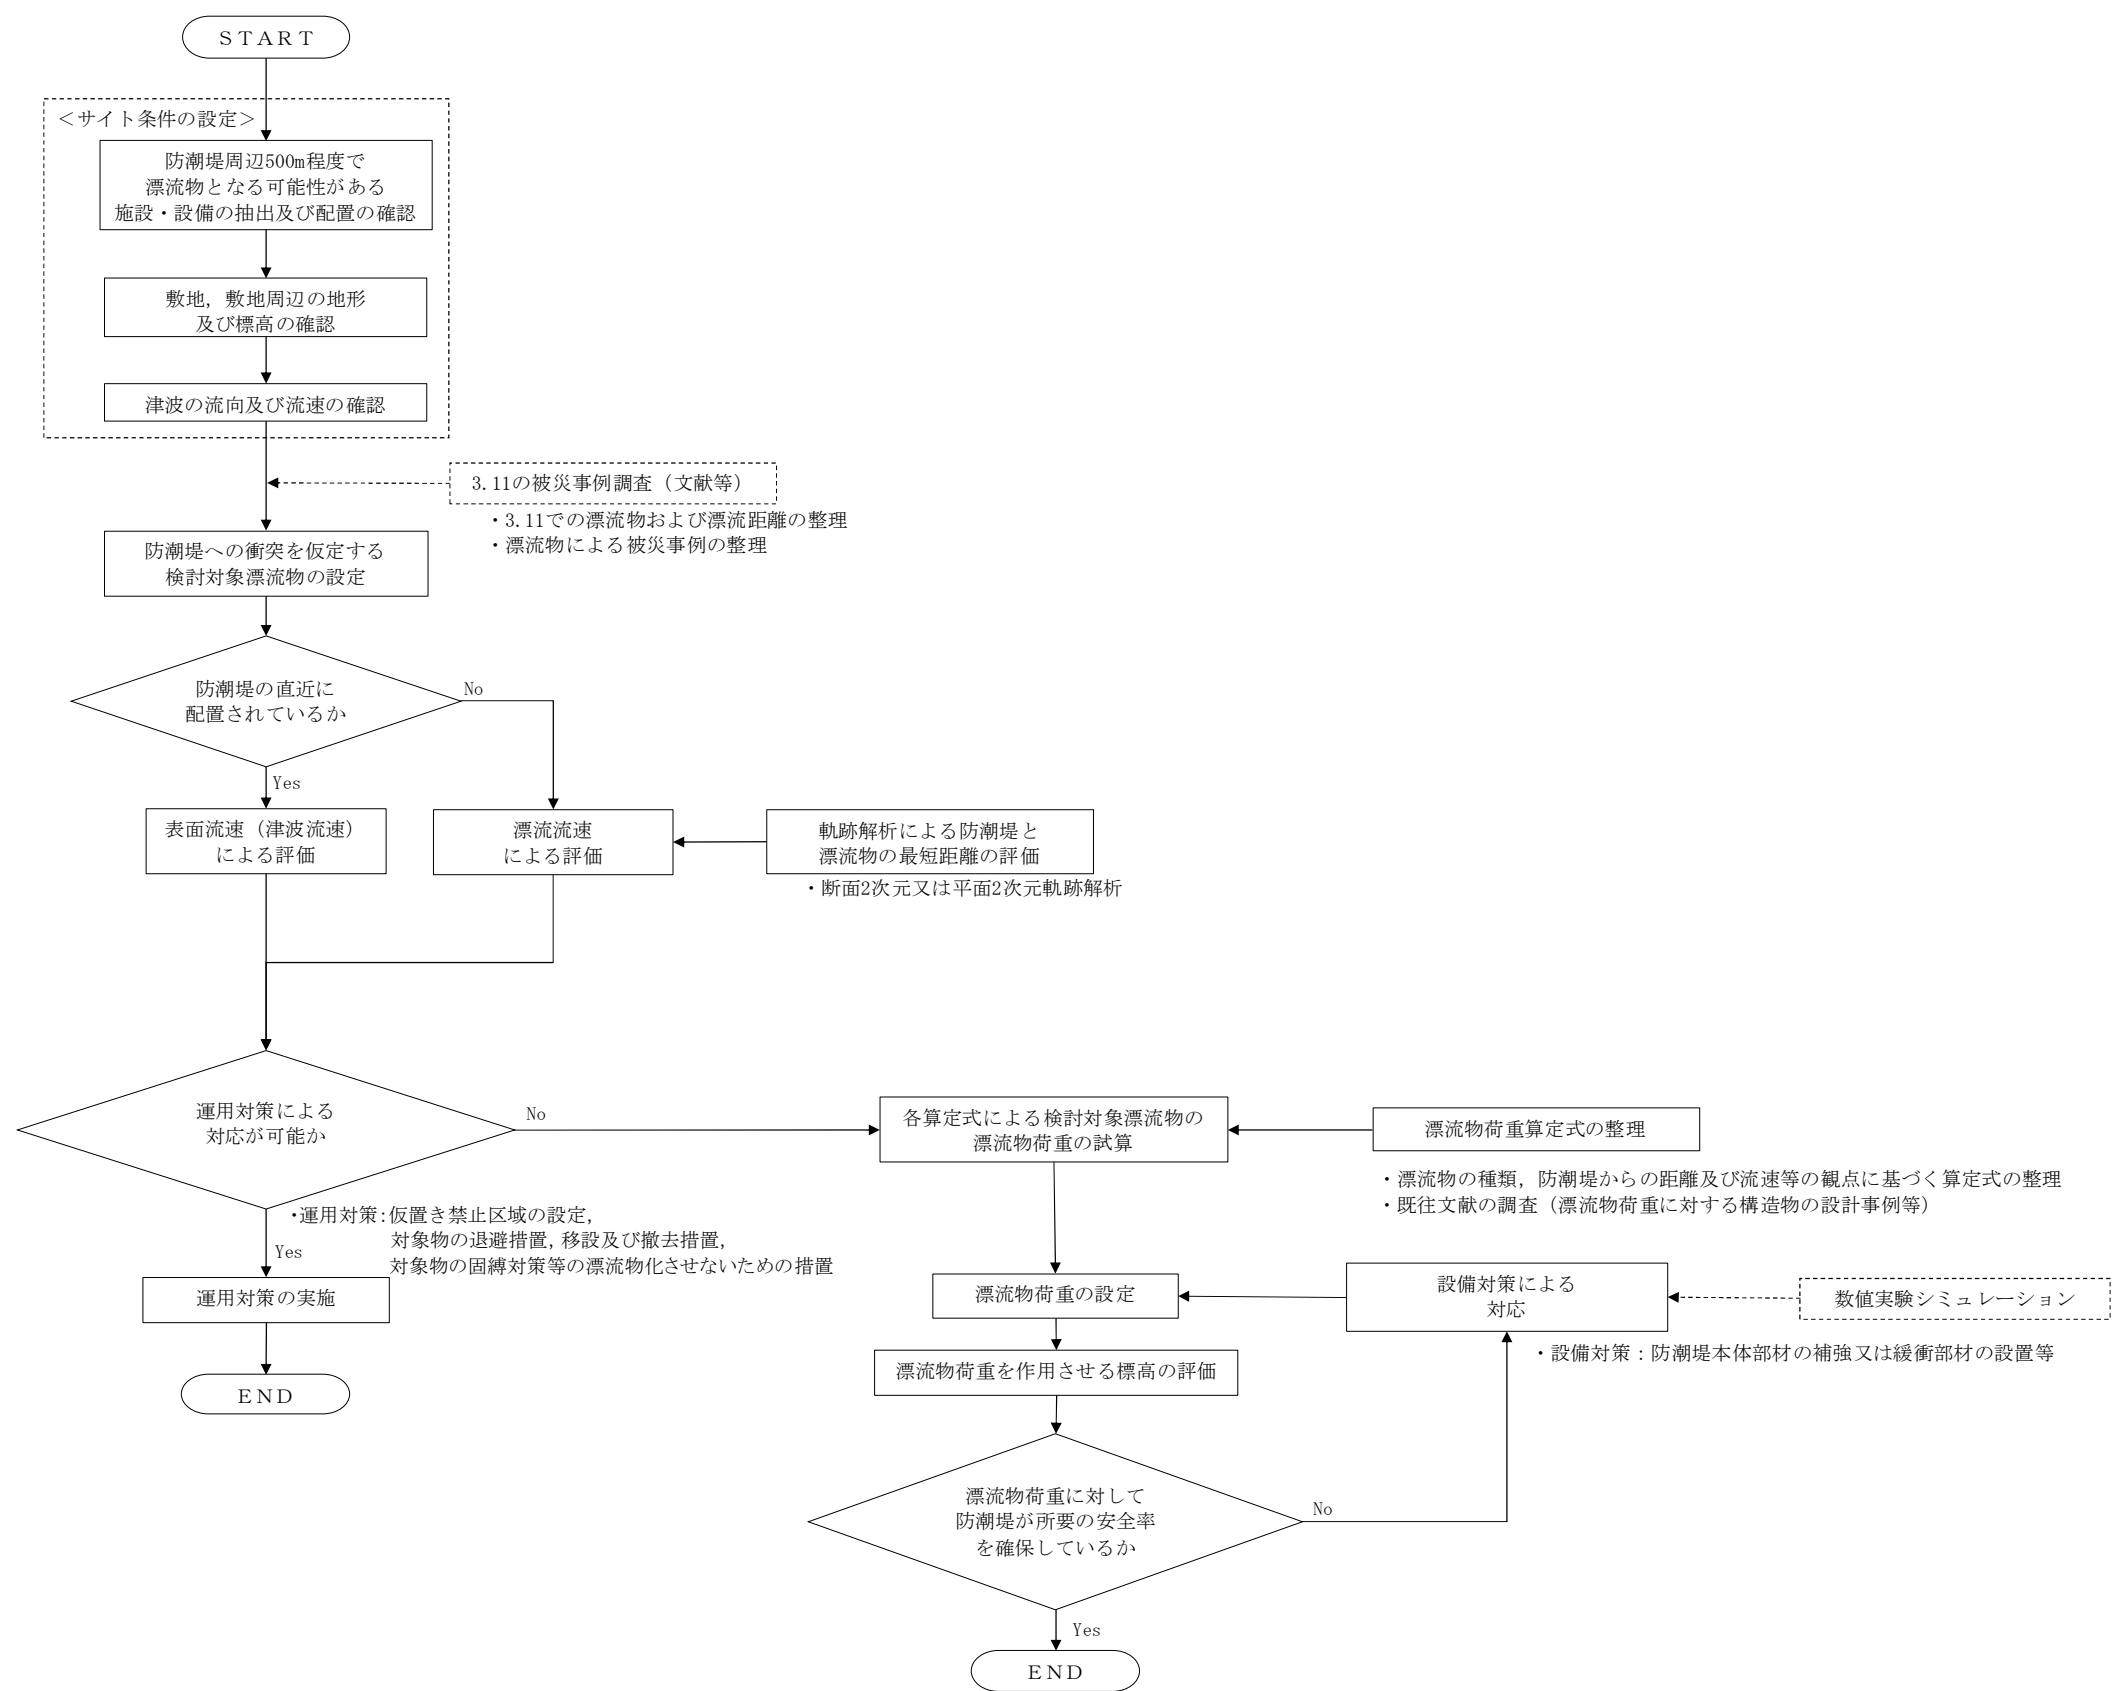 ＳＴＡＲＴ
＜サイト条件の設定＞
防潮堤周辺500m程度で
漂流物となる可能性がある
施設・設備の抽出及び配置の確認
敷地，敷地周辺の地形
及び標高の確認
津波の流向及び流速の確認
3.11の被災事例調査（文献等）
・3.11での漂流物および漂流距離の整理
・漂流物による被災事例の整理
防潮堤への衝突を仮定する
検討対象漂流物の設定
防潮堤の直近に
配置されているか
No
Yes
表面流速（津波流速）
による評価
漂流流速
による評価
軌跡解析による防潮堤と
漂流物の最短距離の評価
・断面2次元又は平面2次元軌跡解析
運用対策による
対応が可能か
No
各算定式による検討対象漂流物の
漂流物荷重の試算
漂流物荷重算定式の整理
・漂流物の種類，防潮堤からの距離及び流速等の観点に基づく算定式の整理
・既往文献の調査（漂流物荷重に対する構造物の設計事例等）
・運用対策：仮置き禁止区域の設定，
対象物の退避措置，移設及び撤去措置，
対象物の固縛対策等の漂流物化させないための措置
Yes
運用対策の実施
ＥＮＤ
漂流物荷重の設定
設備対策による
対応
数値実験シミュレーション
・設備対策：防潮堤本体部材の補強又は緩衝部材の設置等
漂流物荷重を作用させる標高の評価
漂流物荷重に対して
防潮堤が所要の安全率
を確保しているか
No
Yes
ＥＮＤ